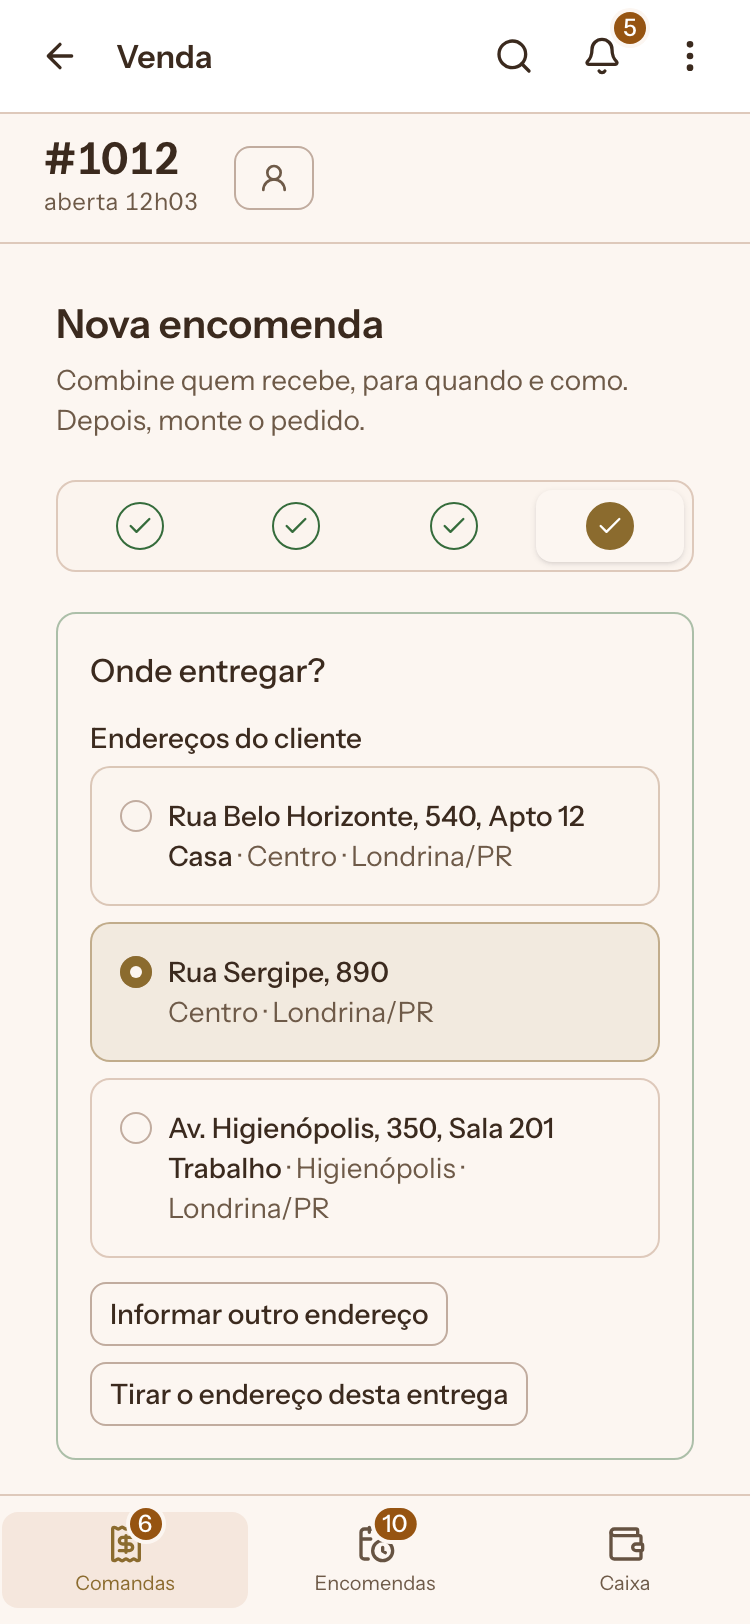 Venda
5
#1012
aberta 12h03
Nova encomenda
Combine quem recebe, para quando e como.
Depois, monte o pedido.
Onde entregar?
Endereços do cliente
Rua Belo Horizonte, 540, Apto 12
Casa · Centro · Londrina/PR
Rua Sergipe, 890
Centro · Londrina/PR
Av. Higienópolis, 350, Sala 201
Trabalho · Higienópolis ·
Londrina/PR
Informar outro endereço
Tirar o endereço desta entrega
6
Comandas
10
Encomendas
Caixa